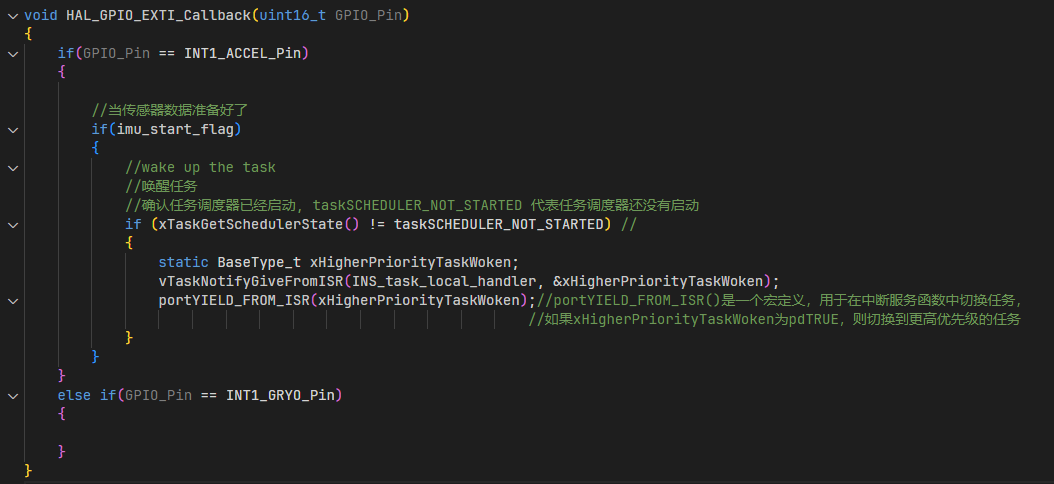 void HAL_GPIO_EXTI_Callback(uint16_t GPIO_Pin)
{
if(GPIO_Pin == INT1_ACCEL_Pin)
{
//当传感器数据准备好了
if(imu_start_flag)
{
//wake up the task
//唤醒任务
//确认任务调度器已经启动, taskSCHEDULER_NOT_STARTED 代表任务调度器还没有启动
if (xTaskGetSchedulerState() != taskSCHEDULER_NOT_STARTED) //
{
static BaseType_t xHigherPriorityTaskWoken;
vTaskNotifyGiveFromISR(INS_task_local_handler, &xHigherPriorityTaskWoken);
portYIELD_FROM_ISR(xHigherPriorityTaskWoken);//portYIELD_FROM_ISR()是一个宏定义，用于在中断服务函数中切换任务，
//如果xHigherPriorityTaskWoken为pdTRUE，则切换到更高优先级的任务
}
}
}
else if(GPIO_Pin == INT1_GRYO_Pin)
{
}
}